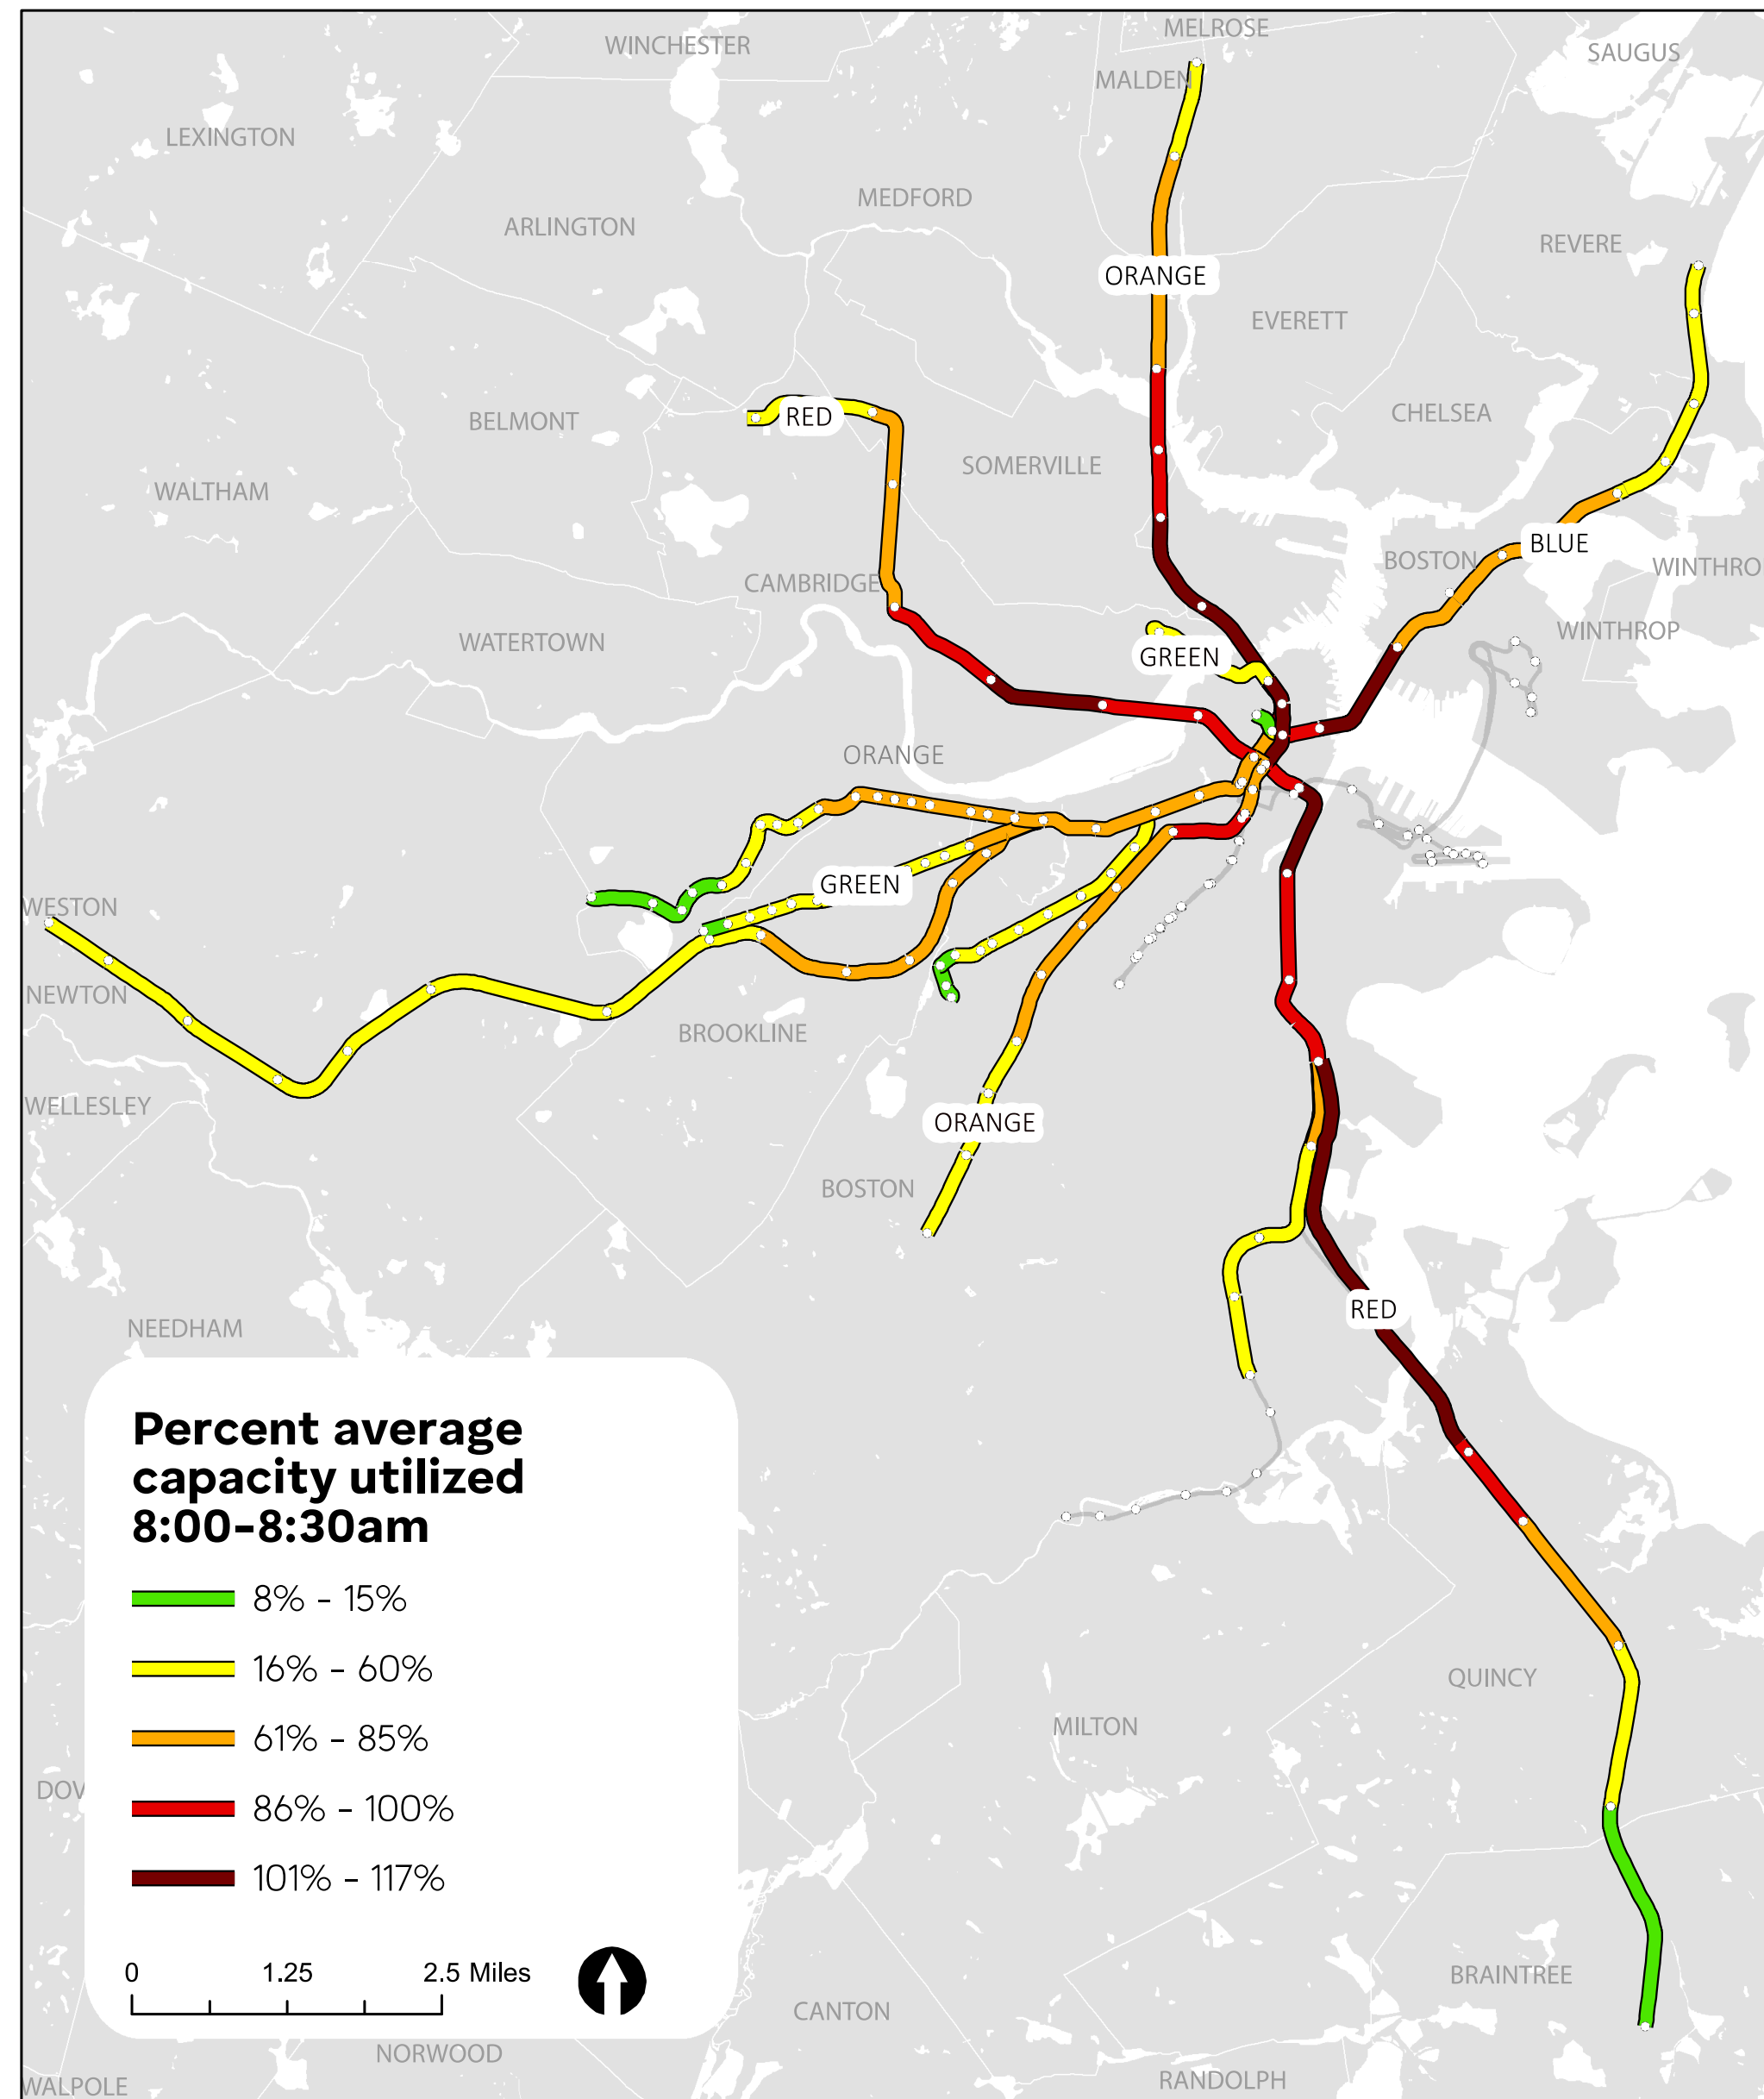 MELROSE
WINCHESTER
SAUGUS
MALDEN
LEXINGTON
MEDFORD
ARLINGTON
REVERE
ORANGE
EVERETT
CHELSEA
RED
BELMONT
SOMERVILLE
WALTHAM
BLUE
BOSTON
WINTHRO
CAMBRIDGE
WINTHROP
WATERTOWN
GREEN
ORANGE
GREEN
WESTON
NEWTON
BROOKLINE
WELLESLEY
ORANGE
BOSTON
RED
NEEDHAM
Percent average
capacity utilized
8:00-8:30am
8% - 15%
16% - 60%
61% - 85%
86% - 100%
101% - 117%
0 1.25 2.5 Miles
QUINCY
MILTON
DOV
BRAINTREE
CANTON
NORWOOD
RANDOLPH
WALPOLE